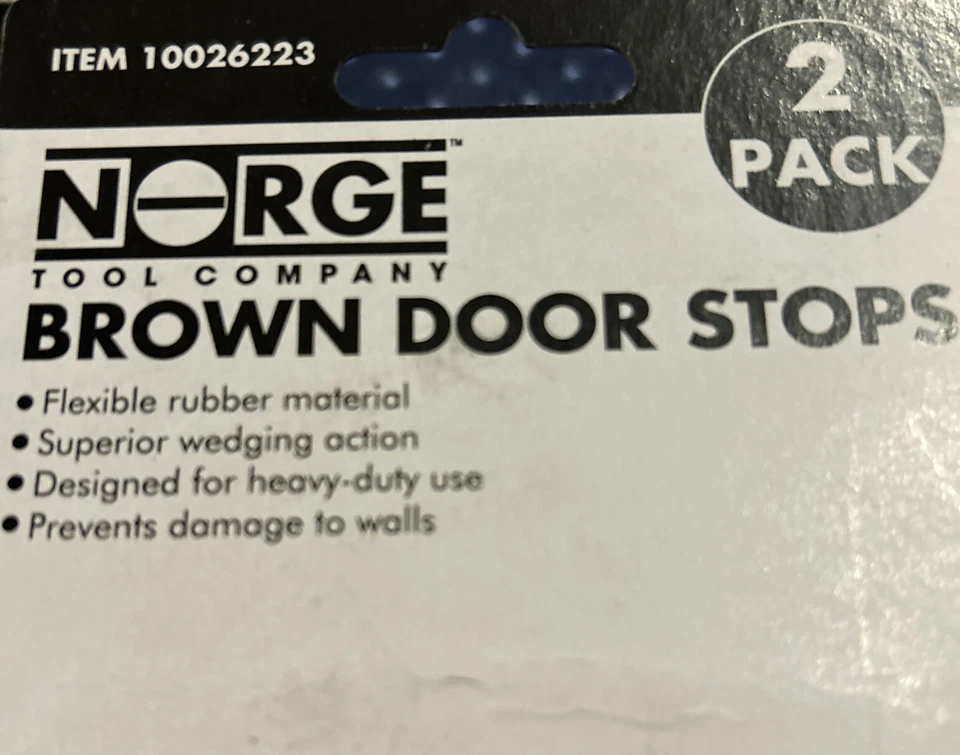 ITEM 10026223
2
PACK
NORGE™
TOOL COMPANY
BROWN DOOR STOPS
• Flexible rubber material
• Superior wedging action
• Designed for heavy-duty use
• Prevents damage to walls